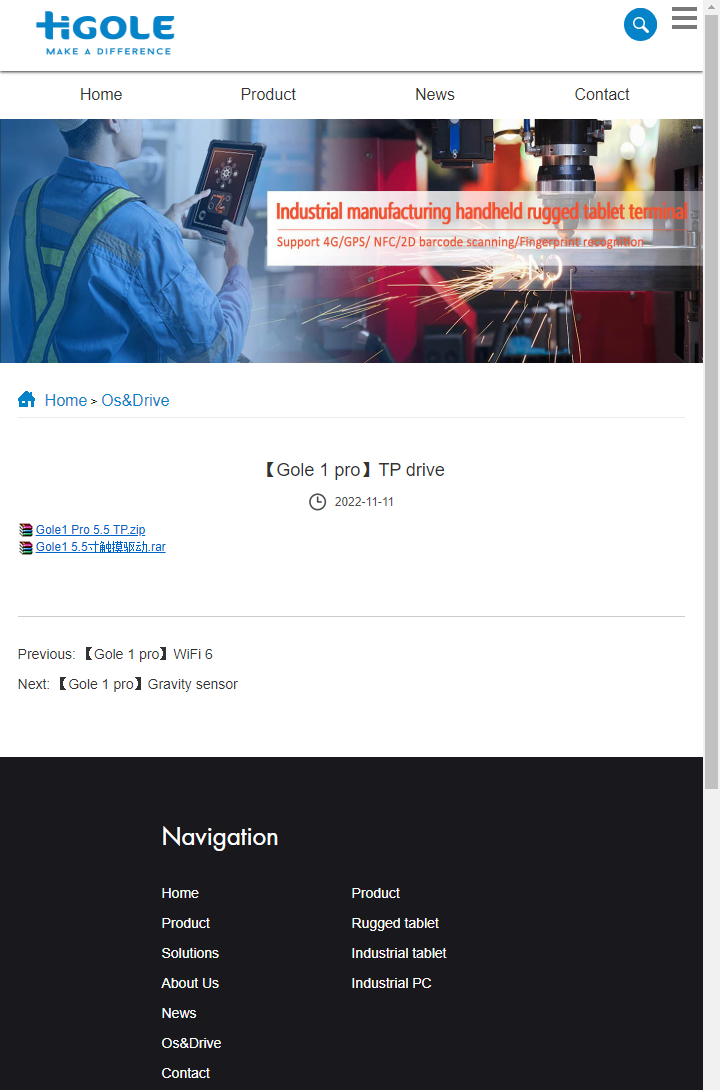 HIGOLE
MAKE A DIFFERENCE
Home Product News Contact
Industrial manufacturing handheld rugged tablet terminal
Support 4G/GPS/ NFC/2D barcode scanning/Fingerprint recognition
CNC
Home > Os&Drive
【Gole 1 pro】TP drive
2022-11-11
Gole1 Pro 5.5 TP.zip
Gole1 5.5寸触摸驱动.rar
Previous: 【Gole 1 pro】WiFi 6
Next: 【Gole 1 pro】Gravity sensor
Navigation
Home
Product
Solutions
About Us
News
Os&Drive
Contact
Product
Rugged tablet
Industrial tablet
Industrial PC